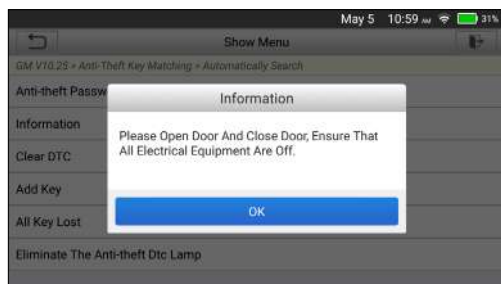 May 5 10:59 AM 31%
Show Menu
GM V10.25 > Anti-Theft Key Matching > Automatically Search
Anti-theft Passw
Information
Information
Please Open Door And Close Door, Ensure That
All Electrical Equipment Are Off.
Clear DTC
Add Key
OK
All Key Lost
Eliminate The Anti-theft Dtc Lamp